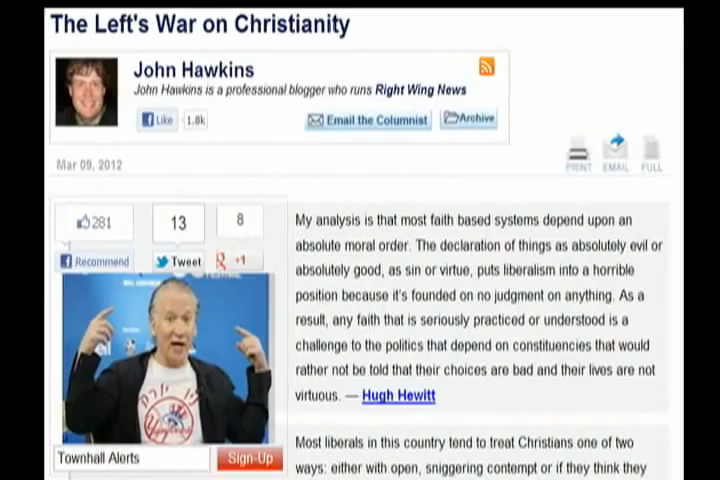 The Left's War on Christianity
John Hawkins
John Hawkins is a professional blogger who runs Right Wing News
Like 1.8k Email the Columnist Archive
Mar 09, 2012
PRINT EMAIL FULL
281 13 8
Recommend Tweet +1
My analysis is that most faith based systems depend upon an
absolute moral order. The declaration of things as absolutely evil or
absolutely good, as sin or virtue, puts liberalism into a horrible
position because it's founded on no judgment on anything. As a
result, any faith that is seriously practiced or understood is a
challenge to the politics that depend on constituencies that would
rather not be told that their choices are bad and their lives are not
virtuous. — Hugh Hewitt
Townhall Alerts Sign-Up
Most liberals in this country tend to treat Christians one of two
ways: either with open, sniggering contempt or if they think they